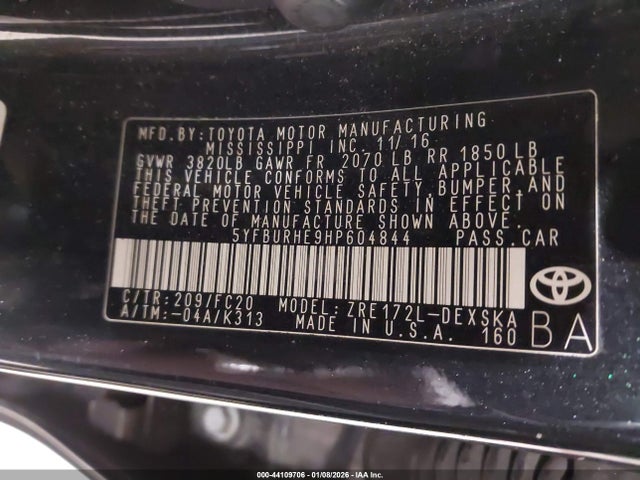 MFD.BY:TOYOTA MOTOR MANUFACTURING
MISSISSIPPI INC. 11/16
GVWR 3820LB GAWR FR 2070 LB RR 1850 LB
THIS VEHICLE CONFORMS TO ALL APPLICABLE
FEDERAL MOTOR VEHICLE SAFETY, BUMPER, AND
THEFT PREVENTION STANDARDS IN EFFECT ON
THE DATE OF MANUFACTURE SHOWN ABOVE.
5YFBURHE9HP604844 PASS.CAR
C/TR:209/FC20 MODEL:ZRE172L-DEXSKA
A/TM:-04A/K313 MADE IN U.S.A. 160
BA
000-44109706 - 01/08/2026 - IAA Inc.